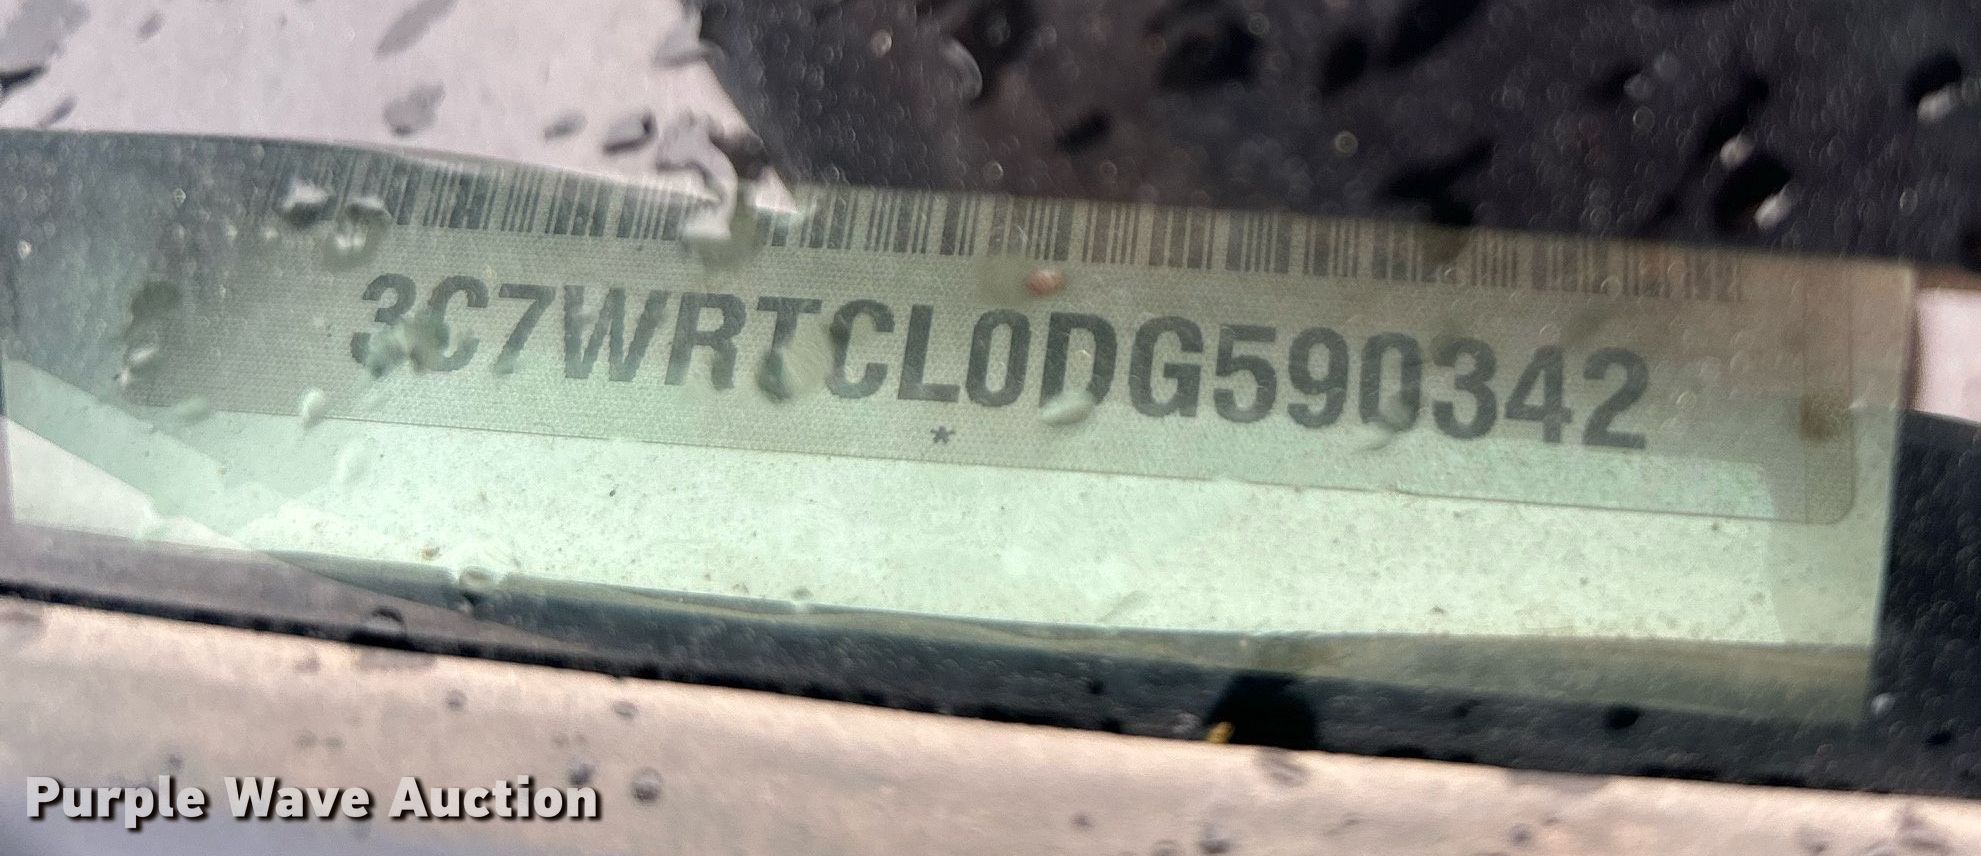 3C7WRTCL0DG590342
*
Purple Wave Auction